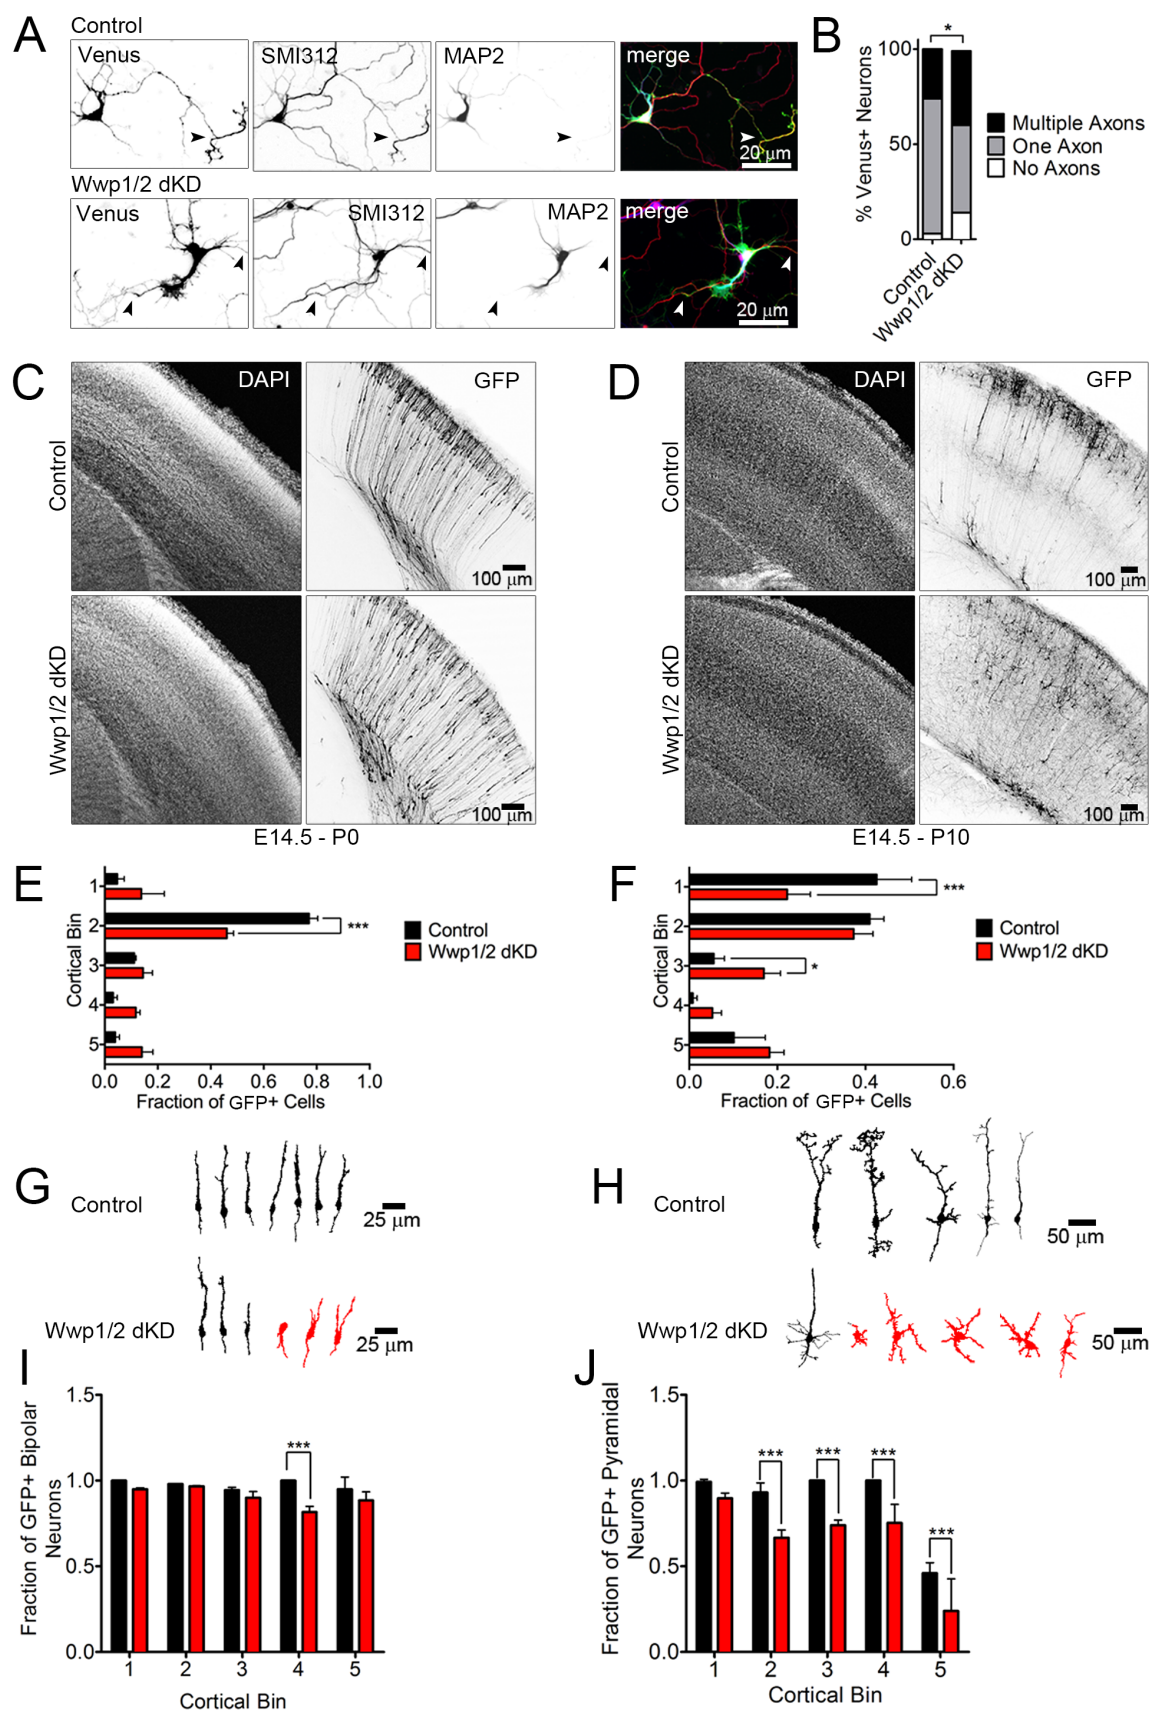 A
Control
Venus
SMI312
MAP2
merge
20 μm
Wwp1/2 dKD
Venus
SMI312
MAP2
merge
20 μm
B
*
% Venus+ Neurons
100
50
0
Control
Wwp1/2 dKD
Multiple Axons
One Axon
No Axons
C
DAPI
GFP
Control
100 μm
Wwp1/2 dKD
100 μm
E14.5 - P0
D
DAPI
GFP
Control
100 μm
Wwp1/2 dKD
100 μm
E14.5 - P10
E
Cortical Bin
1
2
3
4
5
***
Control
Wwp1/2 dKD
0.0 0.2 0.4 0.6 0.8 1.0
Fraction of GFP+ Cells
F
Cortical Bin
1
2
3
4
5
***
*
Control
Wwp1/2 dKD
0.0 0.2 0.4 0.6
Fraction of GFP+ Cells
G
Control
25 μm
Wwp1/2 dKD
25 μm
H
Control
50 μm
Wwp1/2 dKD
50 μm
I
Fraction of GFP+ Bipolar
Neurons
1.5
1.0
0.5
0.0
***
1 2 3 4 5
Cortical Bin
J
Fraction of GFP+ Pyramidal
Neurons
1.5
1.0
0.5
0.0
*** *** *** ***
1 2 3 4 5
Cortical Bin